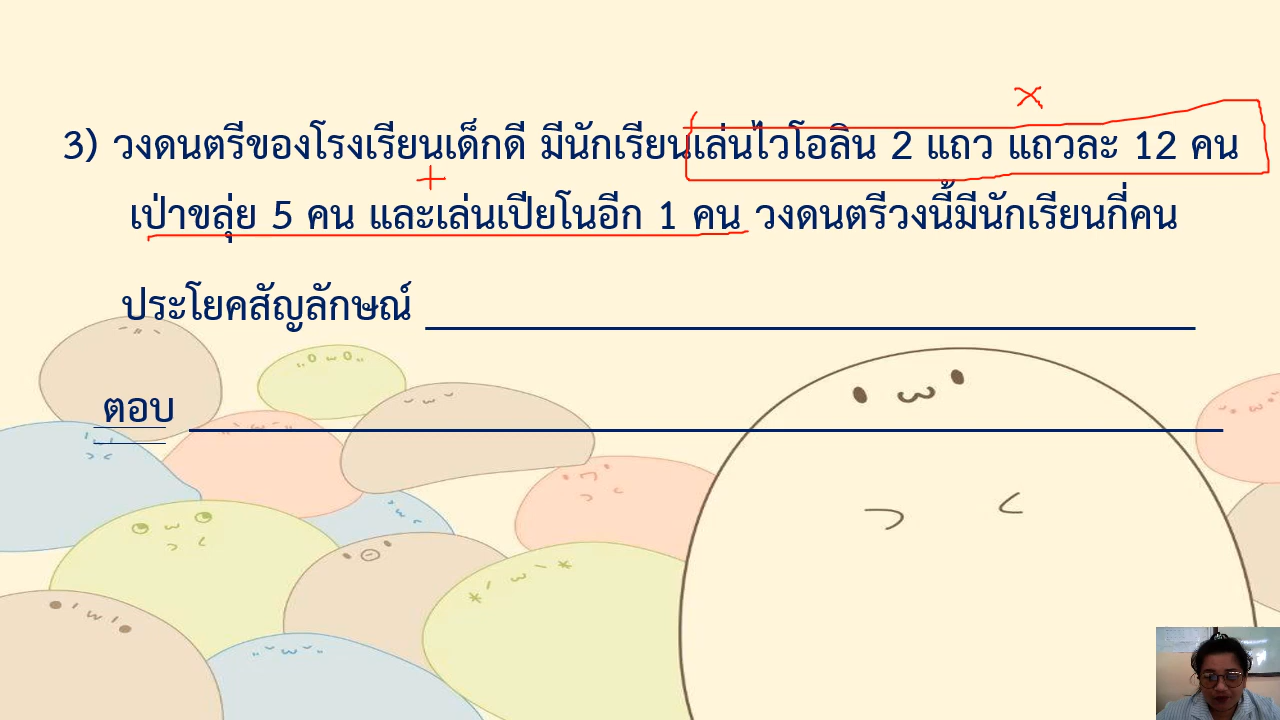 3) วงดนตรีของโรงเรียนเด็กดี มีนักเรียนเล่นไวโอลิน 2 แถว แถวละ 12 คน
เป่าขลุ่ย 5 คน และเล่นเปียโนอีก 1 คน วงดนตรีวงนี้มีนักเรียนกี่คน
ประโยคสัญลักษณ์
ตอบ